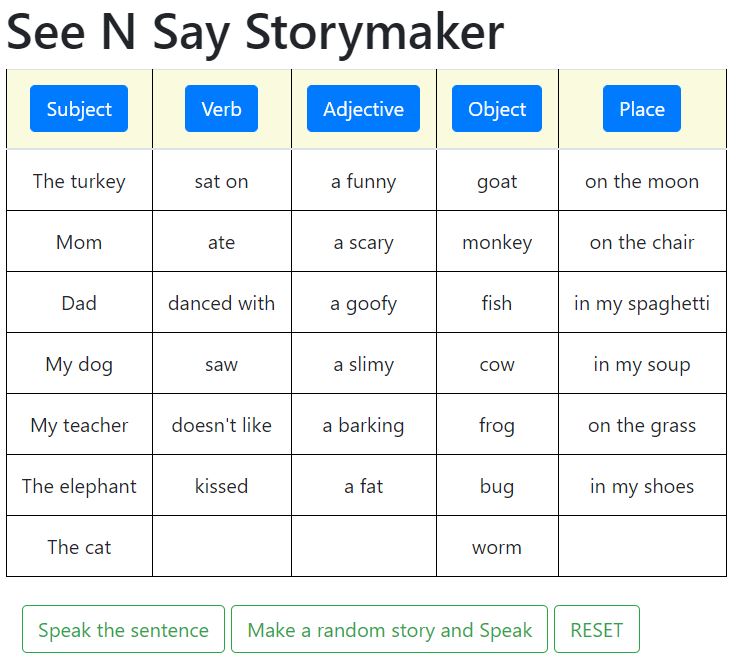 See N Say Storymaker
Subject Verb Adjective Object Place
The turkey sat on a funny goat on the moon
Mom ate a scary monkey on the chair
Dad danced with a goofy fish in my spaghetti
My dog saw a slimy cow in my soup
My teacher doesn't like a barking frog on the grass
The elephant kissed a fat bug in my shoes
The cat worm
Speak the sentence Make a random story and Speak RESET